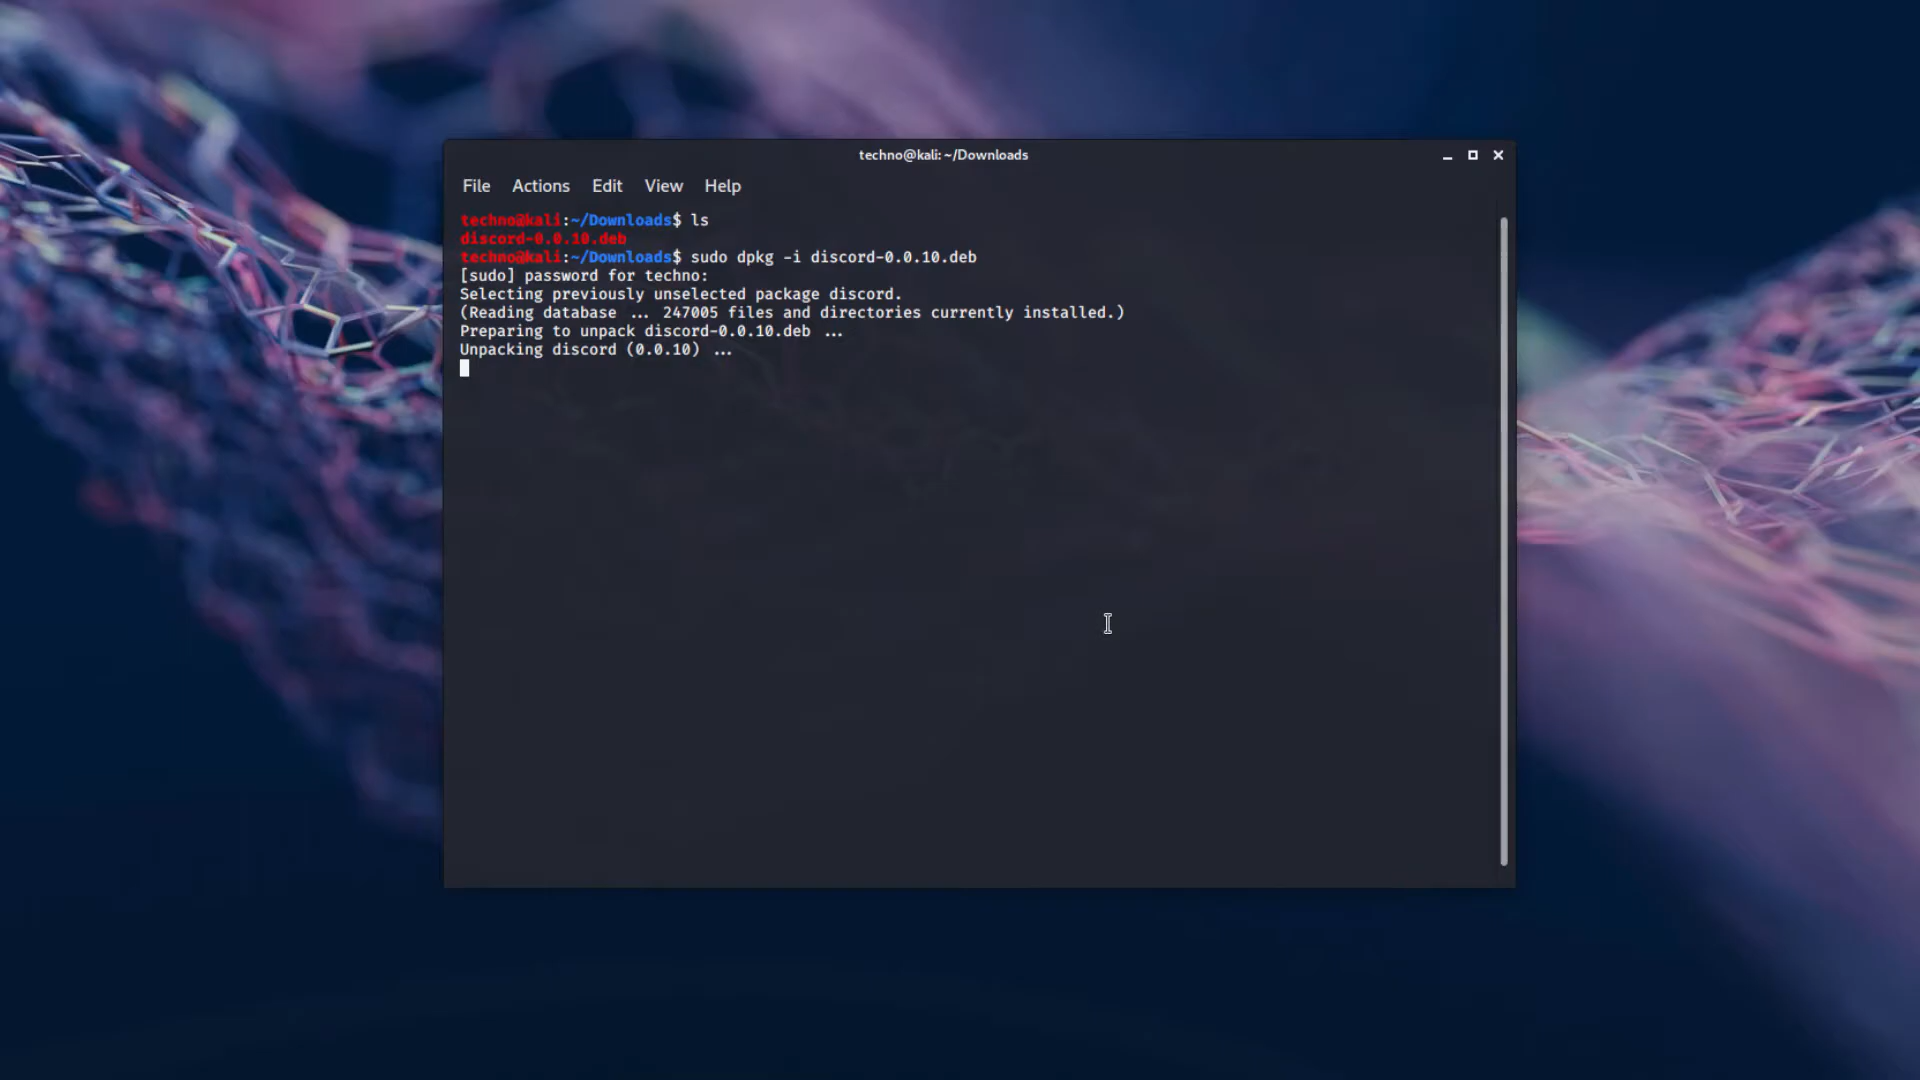 techno@kali: ~/Downloads
File Actions Edit View Help
techno@kali:~/Downloads$ ls
discord-0.0.10.deb
techno@kali:~/Downloads$ sudo dpkg -i discord-0.0.10.deb
[sudo] password for techno:
Selecting previously unselected package discord.
(Reading database ... 247005 files and directories currently installed.)
Preparing to unpack discord-0.0.10.deb ...
Unpacking discord (0.0.10) ...